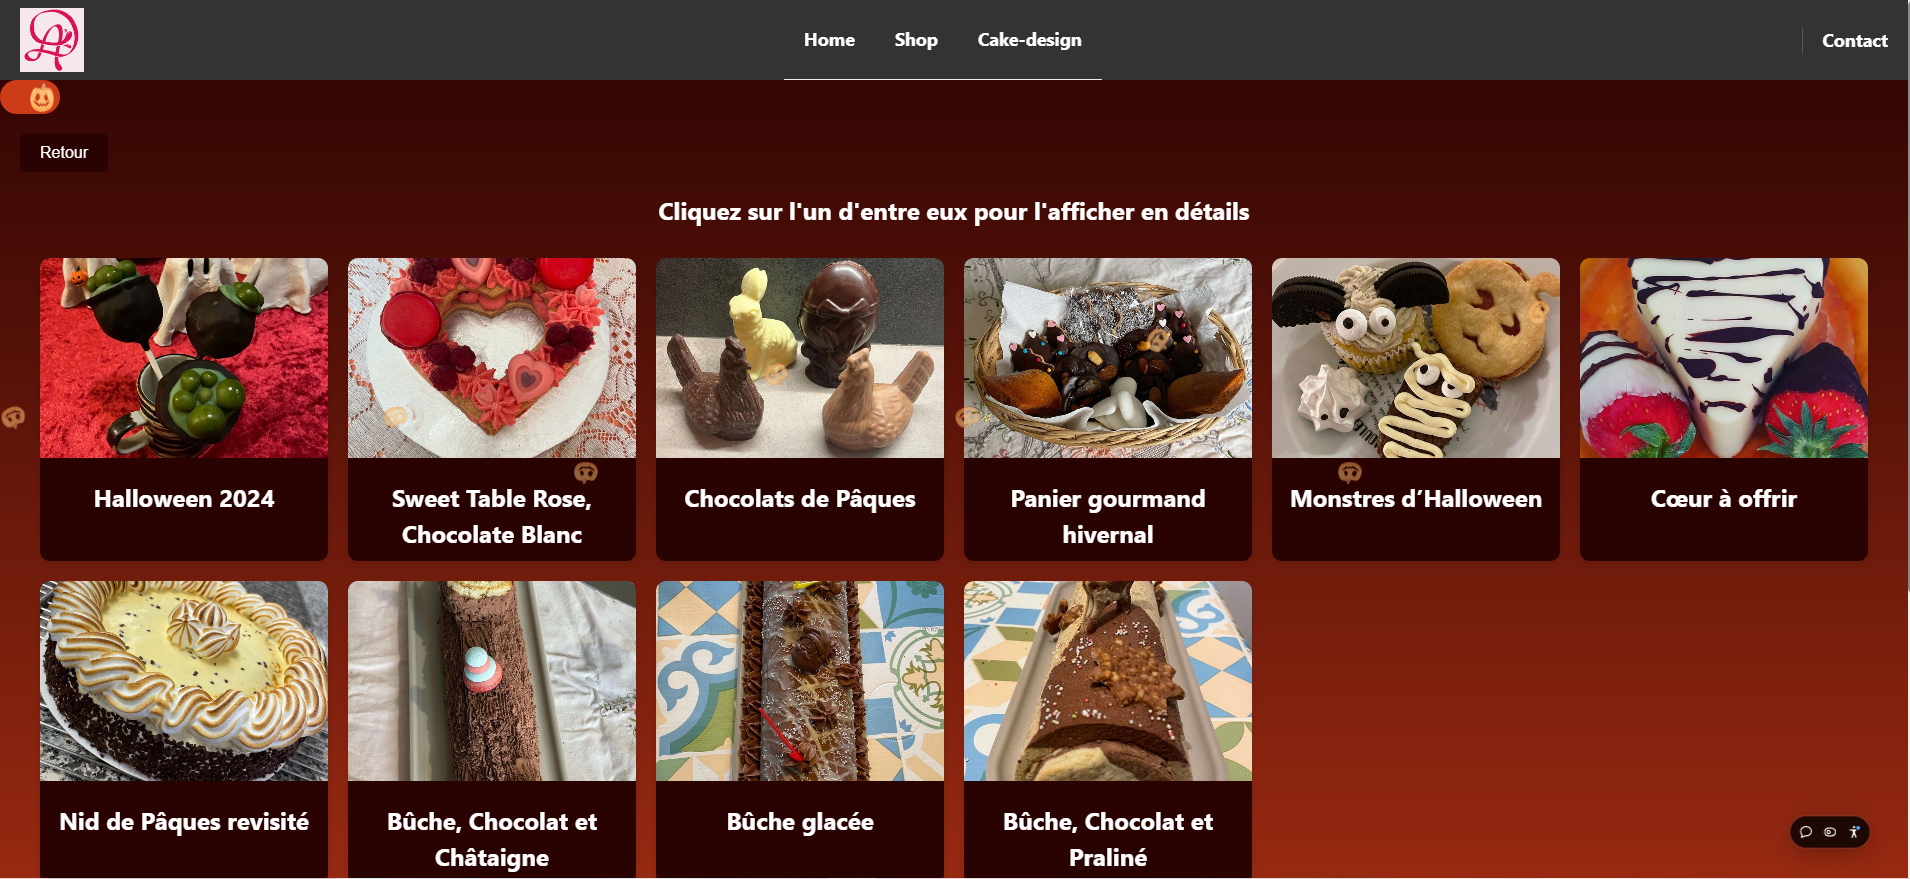 Home
Shop
Cake-design
Contact
Retour
Cliquez sur l'un d'entre eux pour l'afficher en détails
Halloween 2024
Sweet Table Rose,
Chocolate Blanc
Chocolats de Pâques
Panier gourmand
hivernal
Monstres d’Halloween
Cœur à offrir
Nid de Pâques revisité
Bûche, Chocolat et
Châtaigne
Bûche glacée
Bûche, Chocolat et
Praliné